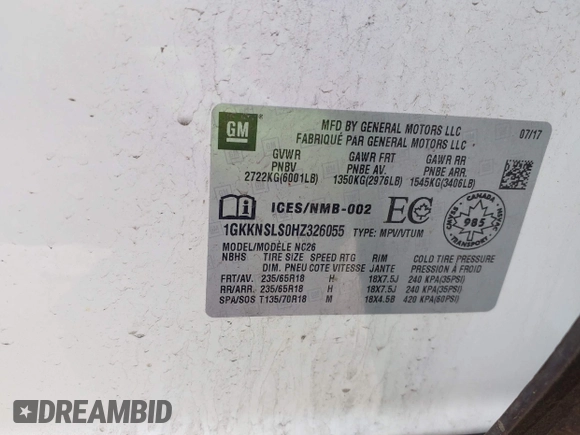 GM
MFD BY GENERAL MOTORS LLC 07/17
FABRIQUÉ PAR GENERAL MOTORS LLC
GVWR GAWR FRT GAWR RR
PNBV PNBE AV. PNBE ARR.
2722KG(6001LB) 1350KG(2976LB) 1545KG(3406LB)
ICES/NMB-002 EC
CANADA
985
CMVSS NSVAC
1GKKNSLS0HZ326055 TYPE: MPV/VTUM
MODEL/MODÈLE NC26
NBHS TIRE SIZE SPEED RTG RIM COLD TIRE PRESSURE
DIM. PNEU COTE VITESSE JANTE PRESSION À FROID
FRT/AV. 235/65R18 H 18X7.5J 240 KPA(35PSI)
RR/ARR. 235/65R18 H 18X7.5J 240 KPA(35PSI)
SPA/SOS T135/70R18 M 18X4.5B 420 KPA(60PSI)
DREAMBID